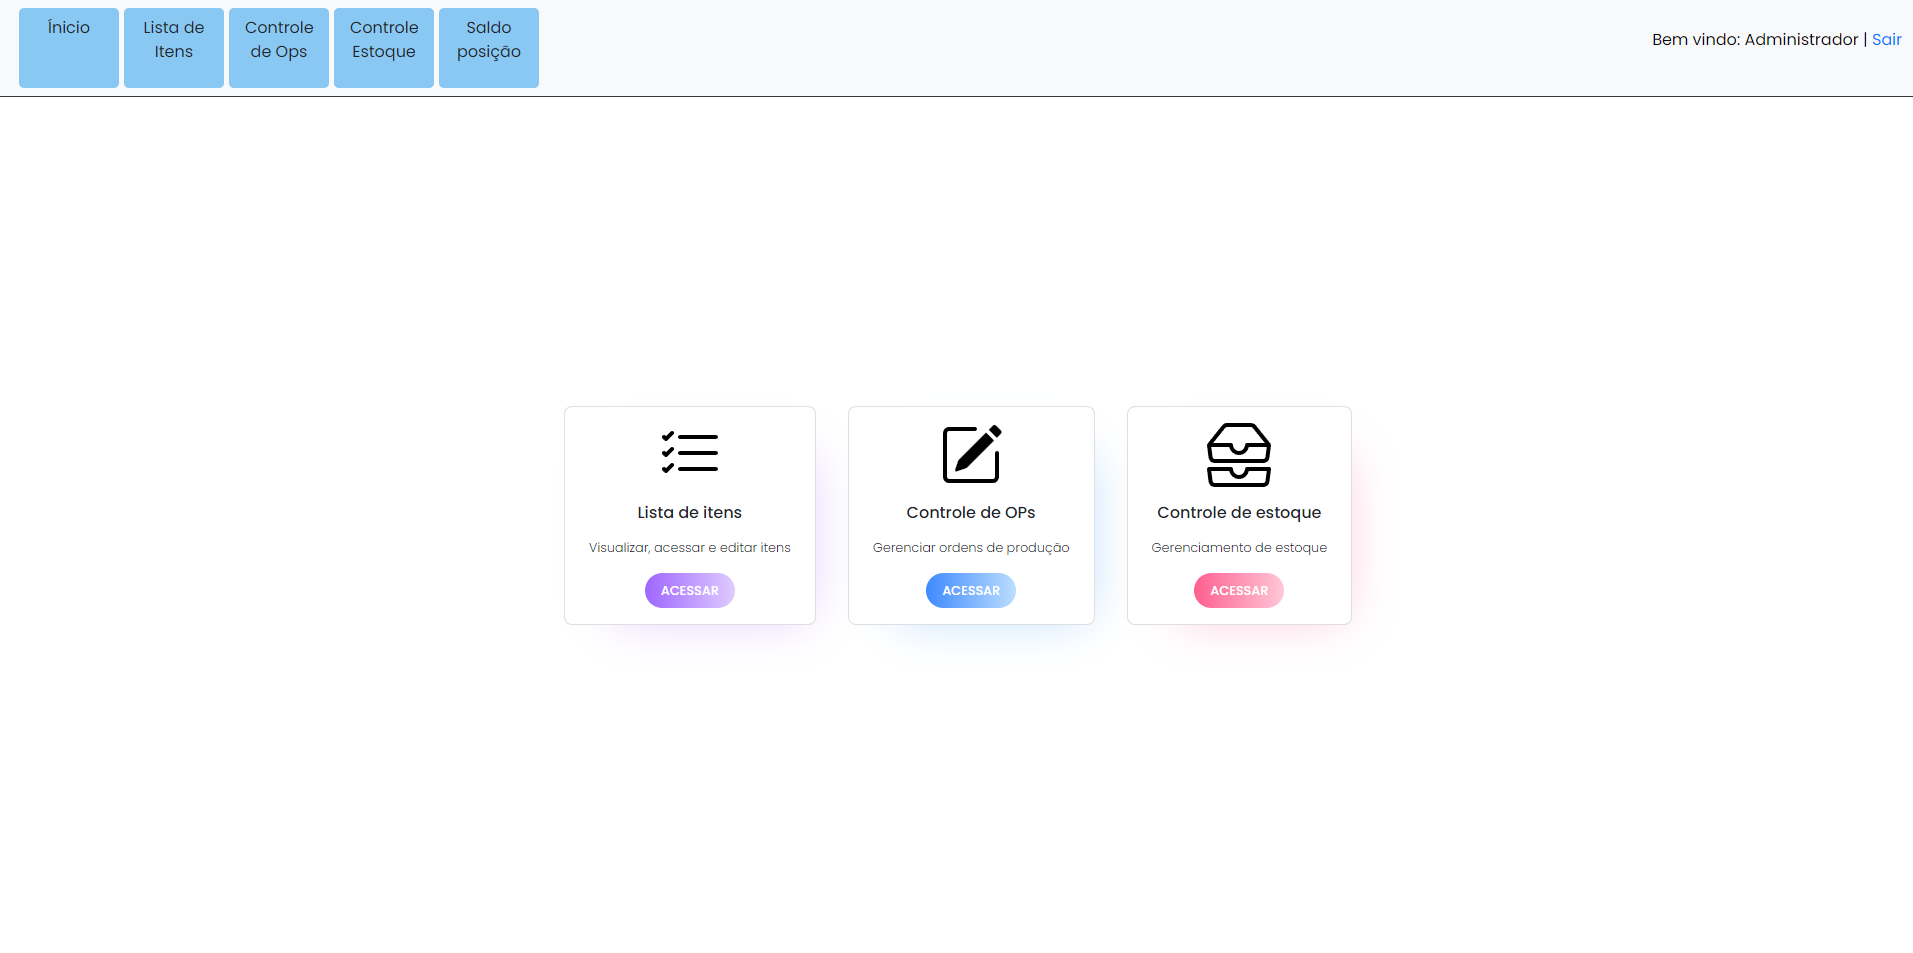 Ínicio
Lista de
Itens
Controle
de Ops
Controle
Estoque
Saldo
posição
Bem vindo: Administrador | Sair
Lista de itens
Visualizar, acessar e editar itens
ACESSAR
Controle de OPs
Gerenciar ordens de produção
ACESSAR
Controle de estoque
Gerenciamento de estoque
ACESSAR